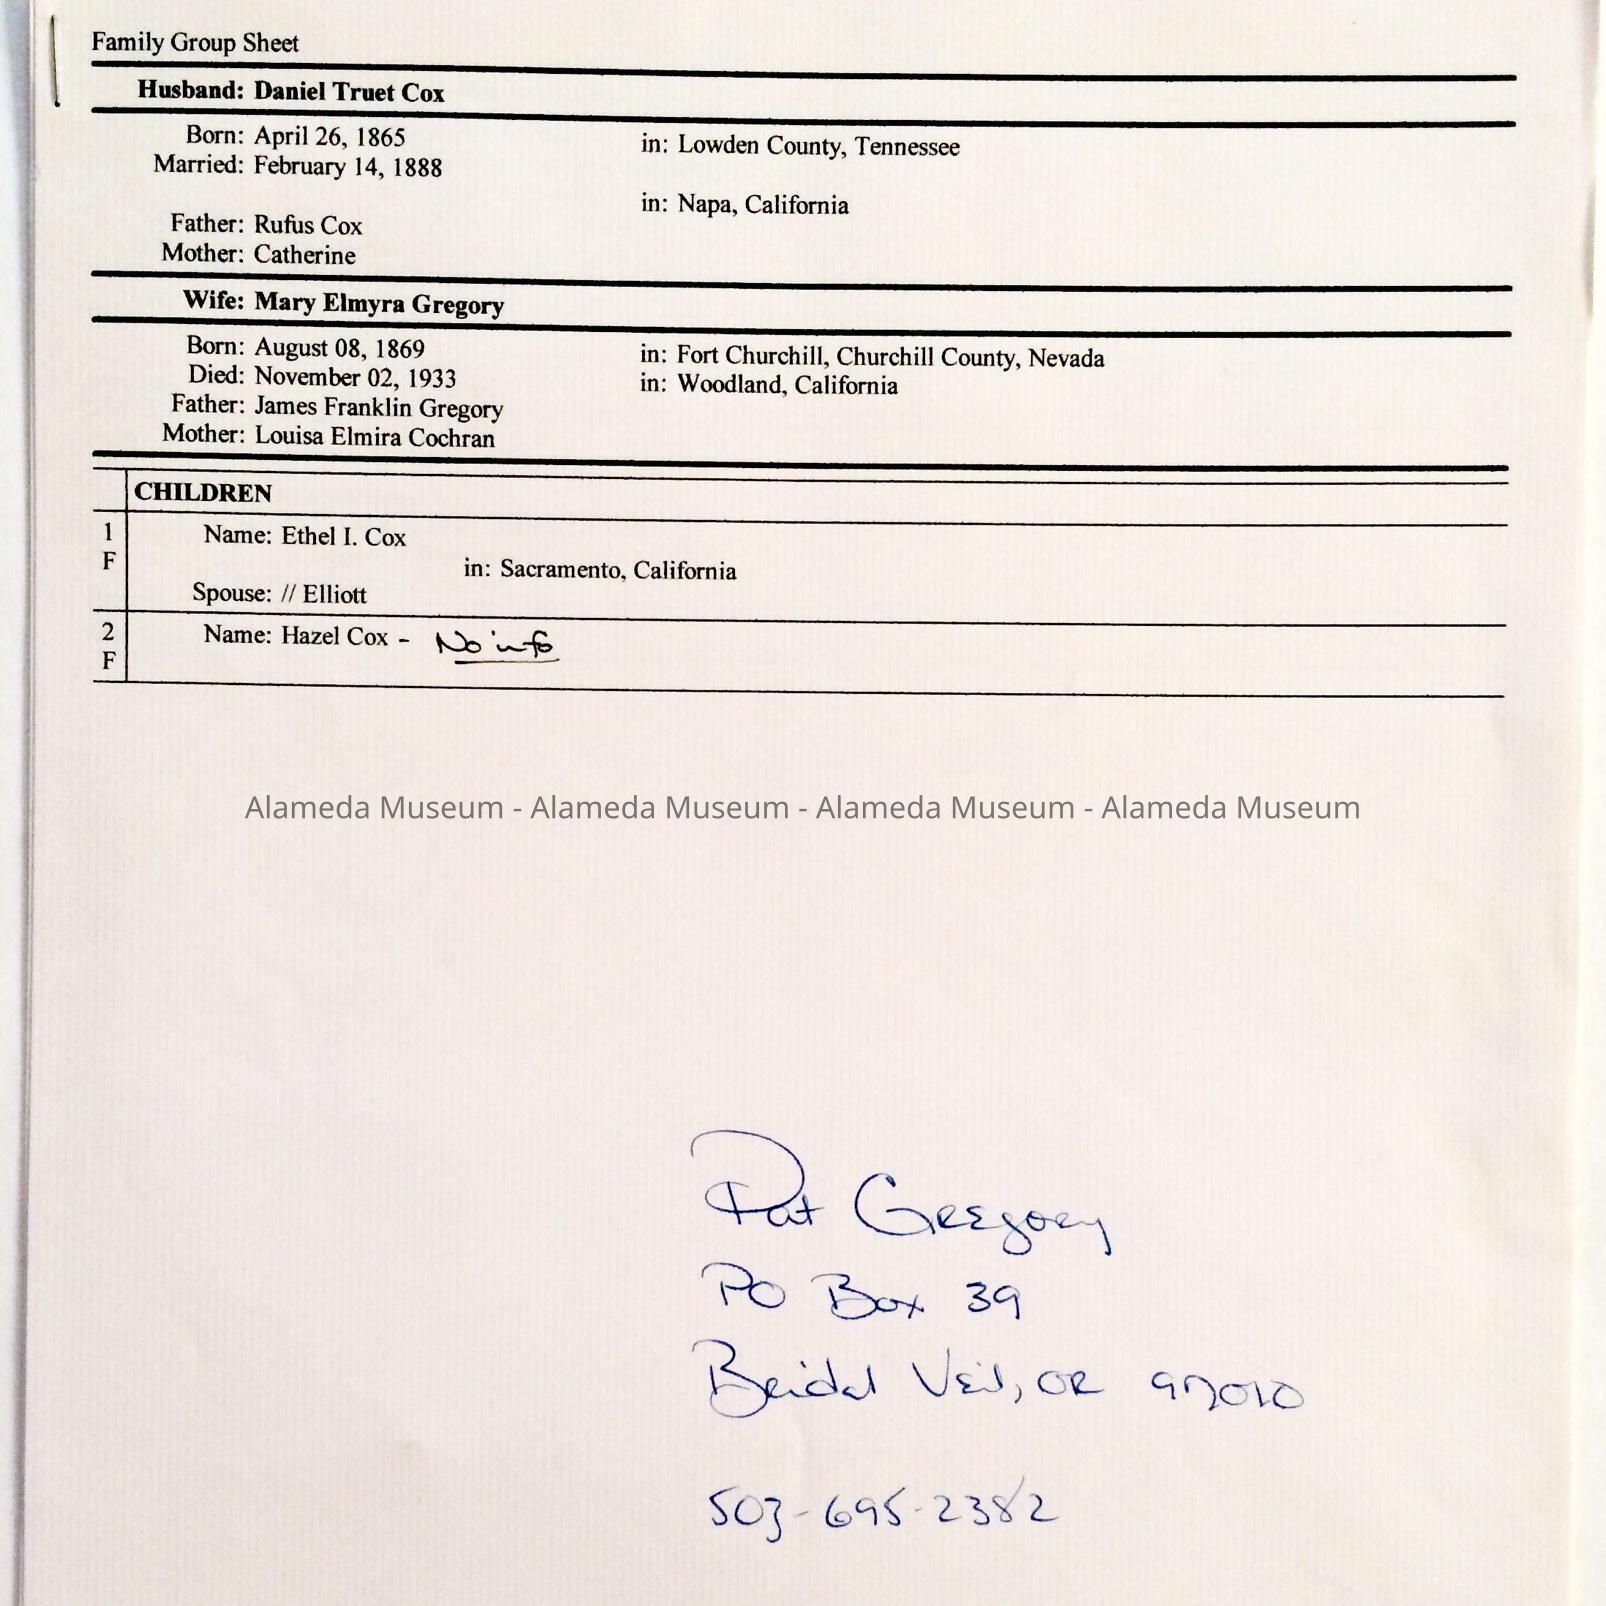 Family Group Sheet
Husband: Daniel Truet Cox
Born: April 26, 1865 in: Lowden County, Tennessee
Married: February 14, 1888
in: Napa, California
Father: Rufus Cox
Mother: Catherine
Wife: Mary Elmyra Gregory
Born: August 08, 1869 in: Fort Churchill, Churchill County, Nevada
Died: November 02, 1933 in: Woodland, California
Father: James Franklin Gregory
Mother: Louisa Elmira Cochran
CHILDREN
1 Name: Ethel I. Cox
F in: Sacramento, California
Spouse: // Elliott
2 Name: Hazel Cox - No info
F
Alameda Museum - Alameda Museum - Alameda Museum - Alameda Museum
Pat Gregory
PO Box 39
Bridal Veil, OR 97010
503-695-2382